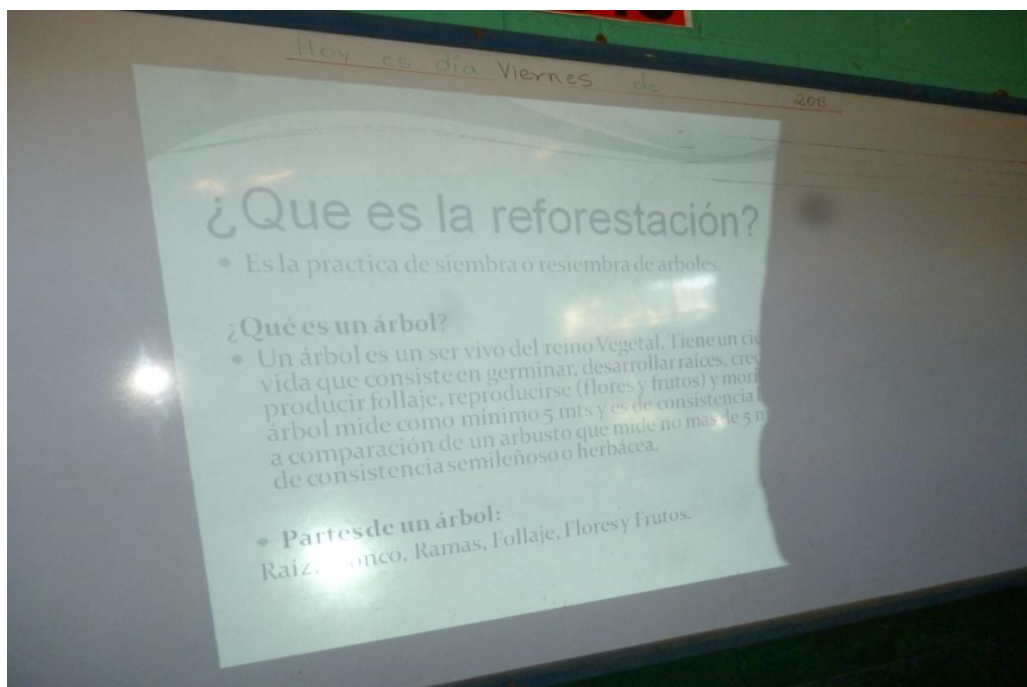 Hoy es día Viernes de 2013
¿Que es la reforestación?
• Es la practica de siembra o resiembra de arboles.
¿Qué es un árbol?
• Un árbol es un ser vivo del reino Vegetal. Tiene un
vida que consiste en germinar, desarrollar raíces,
producir follaje, reproducirse (flores y frutos) y
árbol mide como mínimo 5 mts y es de consistencia
a comparación de un arbusto que mide no mas de 5
de consistencia semileñoso o herbácea.
• Partes de un árbol:
Raíz, Ramas, Follaje, Flores y Frutos.